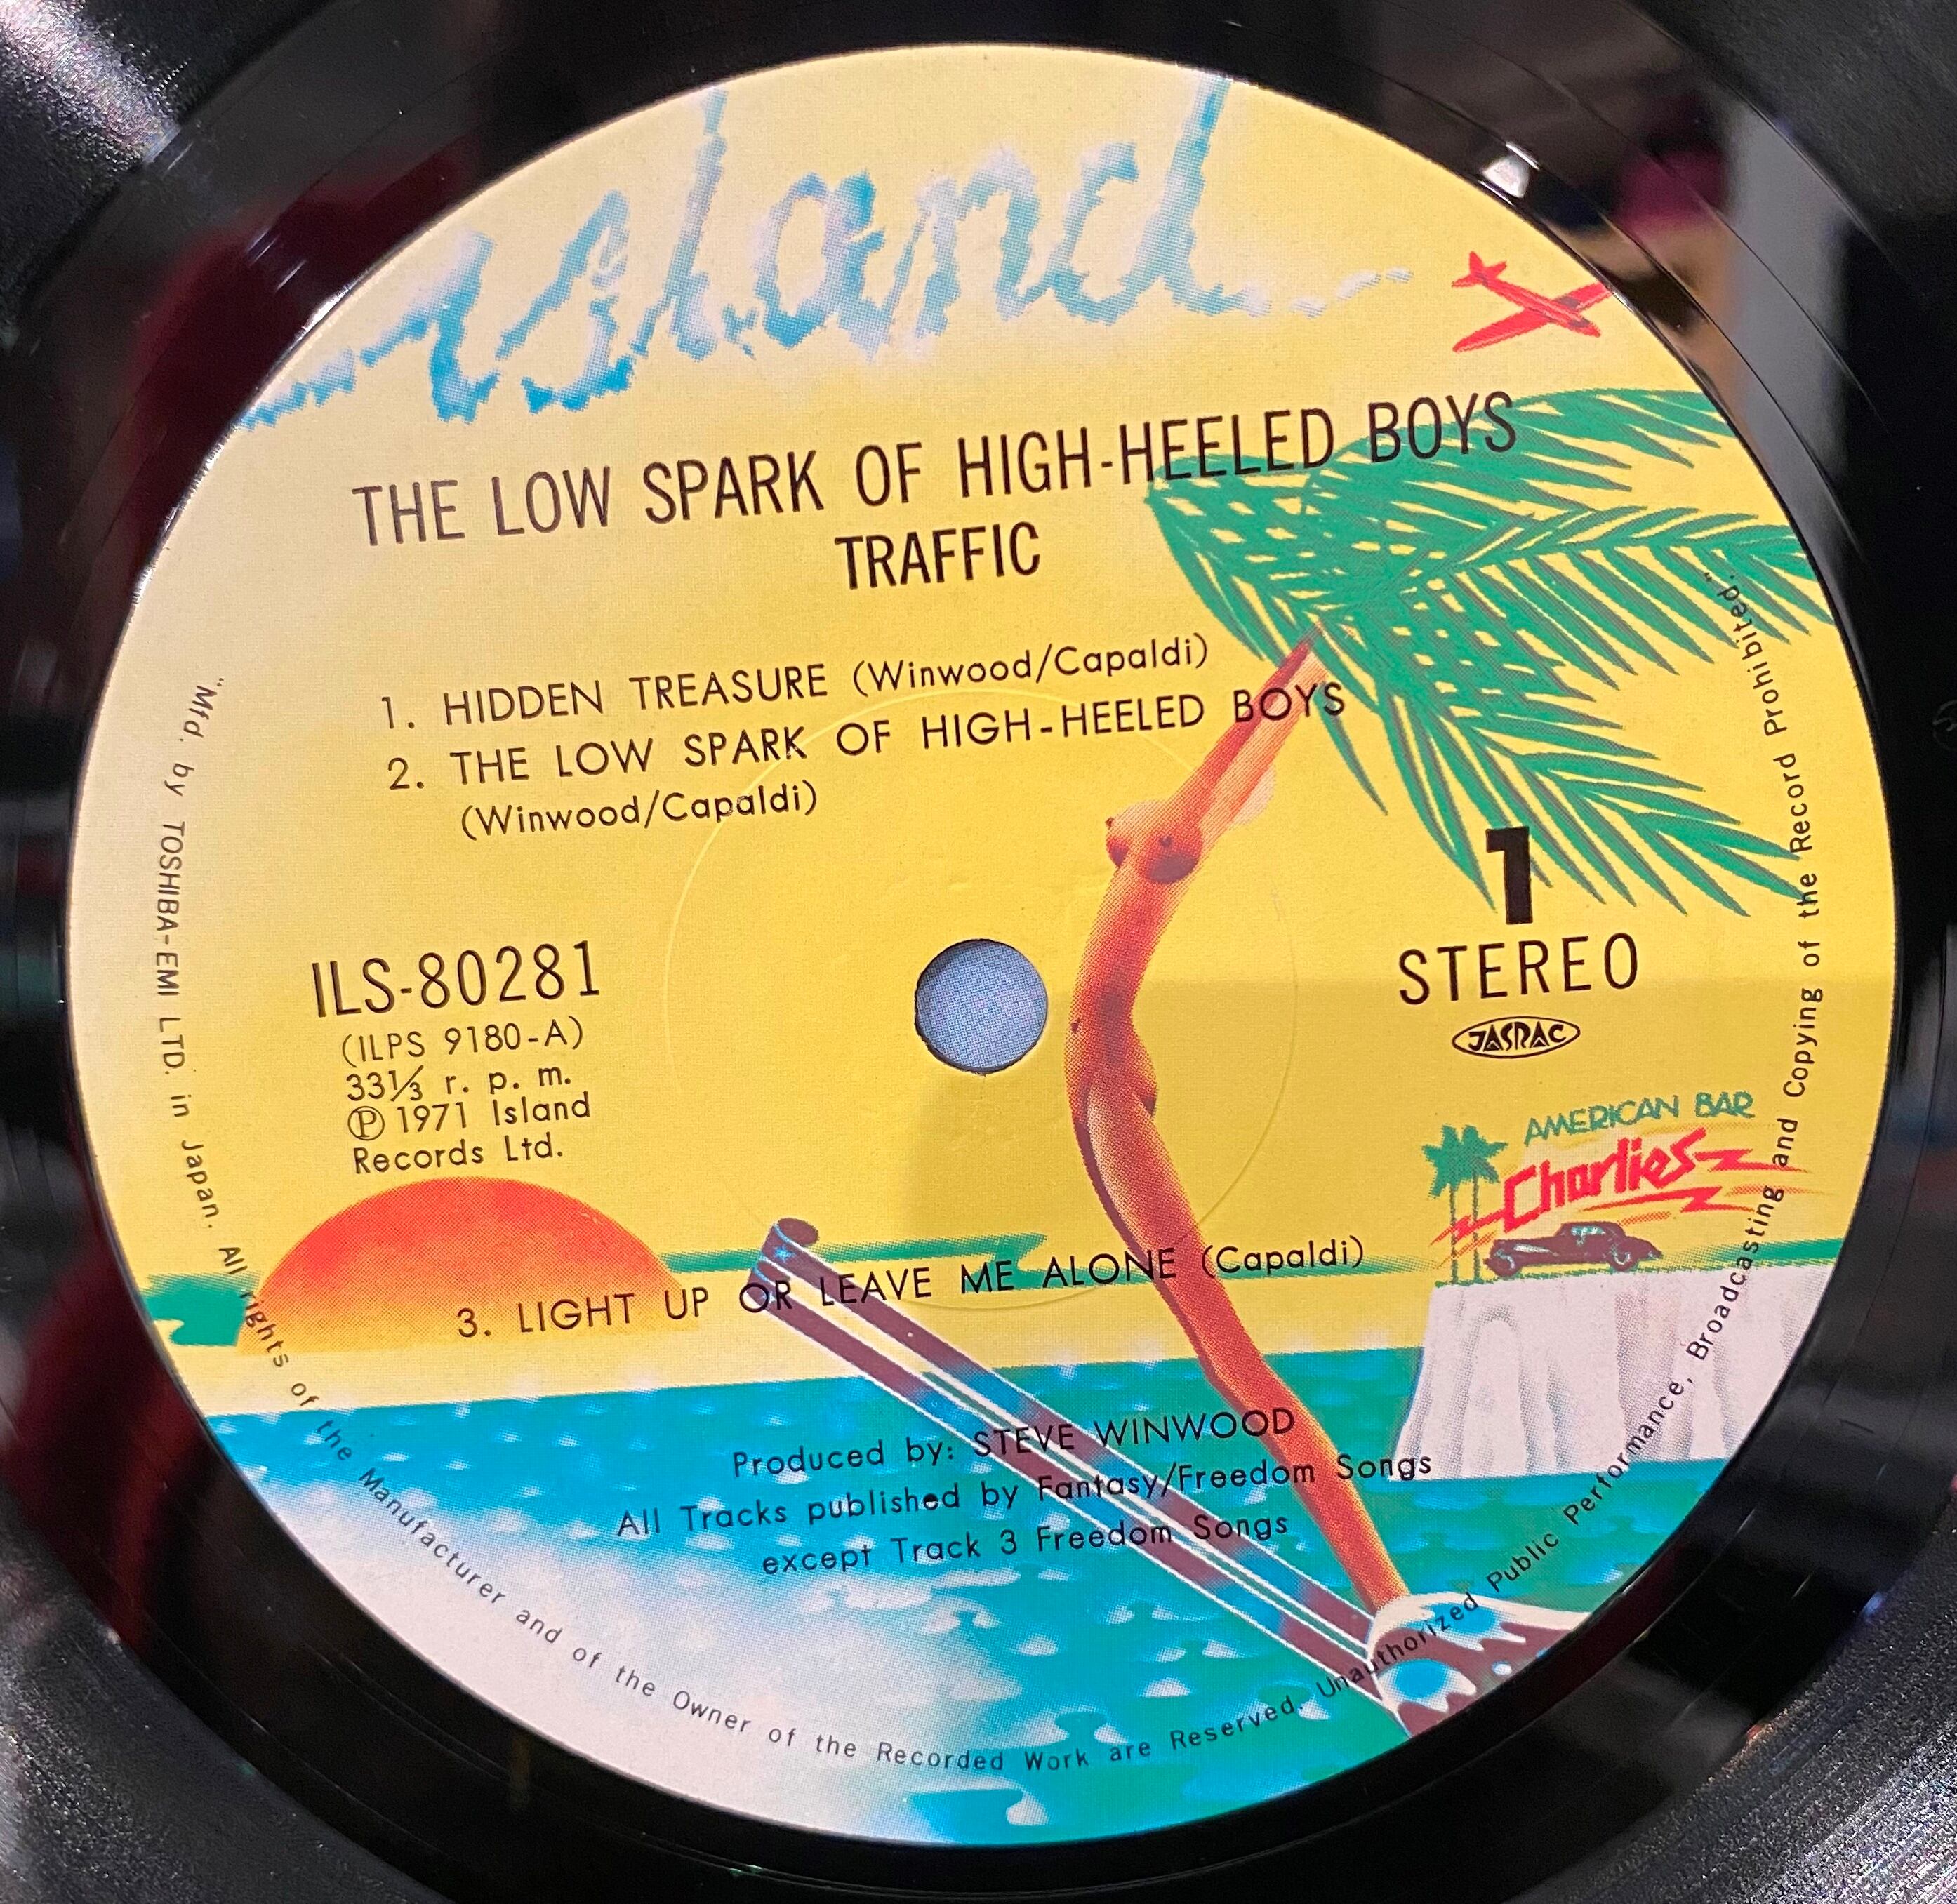 Island
THE LOW SPARK OF HIGH-HEELED BOYS
TRAFFIC
1. HIDDEN TREASURE (Winwood/Capaldi)
2. THE LOW SPARK OF HIGH-HEELED BOYS
(Winwood/Capaldi)
1
STEREO
JASRAC
ILS-80281
(ILPS 9180-A)
33⅓ r. p. m.
Ⓟ 1971 Island
Records Ltd.
AMERICAN BAR
Charlies
3. LIGHT UP OR LEAVE ME ALONE (Capaldi)
Produced by: STEVE WINWOOD
All Tracks published by Fantasy/Freedom Songs
except Track 3 Freedom Songs
"Mfd. by TOSHIBA-EMI LTD. in Japan. All rights of the Manufacturer and of the Owner of the Recorded Work are Reserved. Unauthorized Public Performance, Broadcasting and Copying of the Record Prohibited."